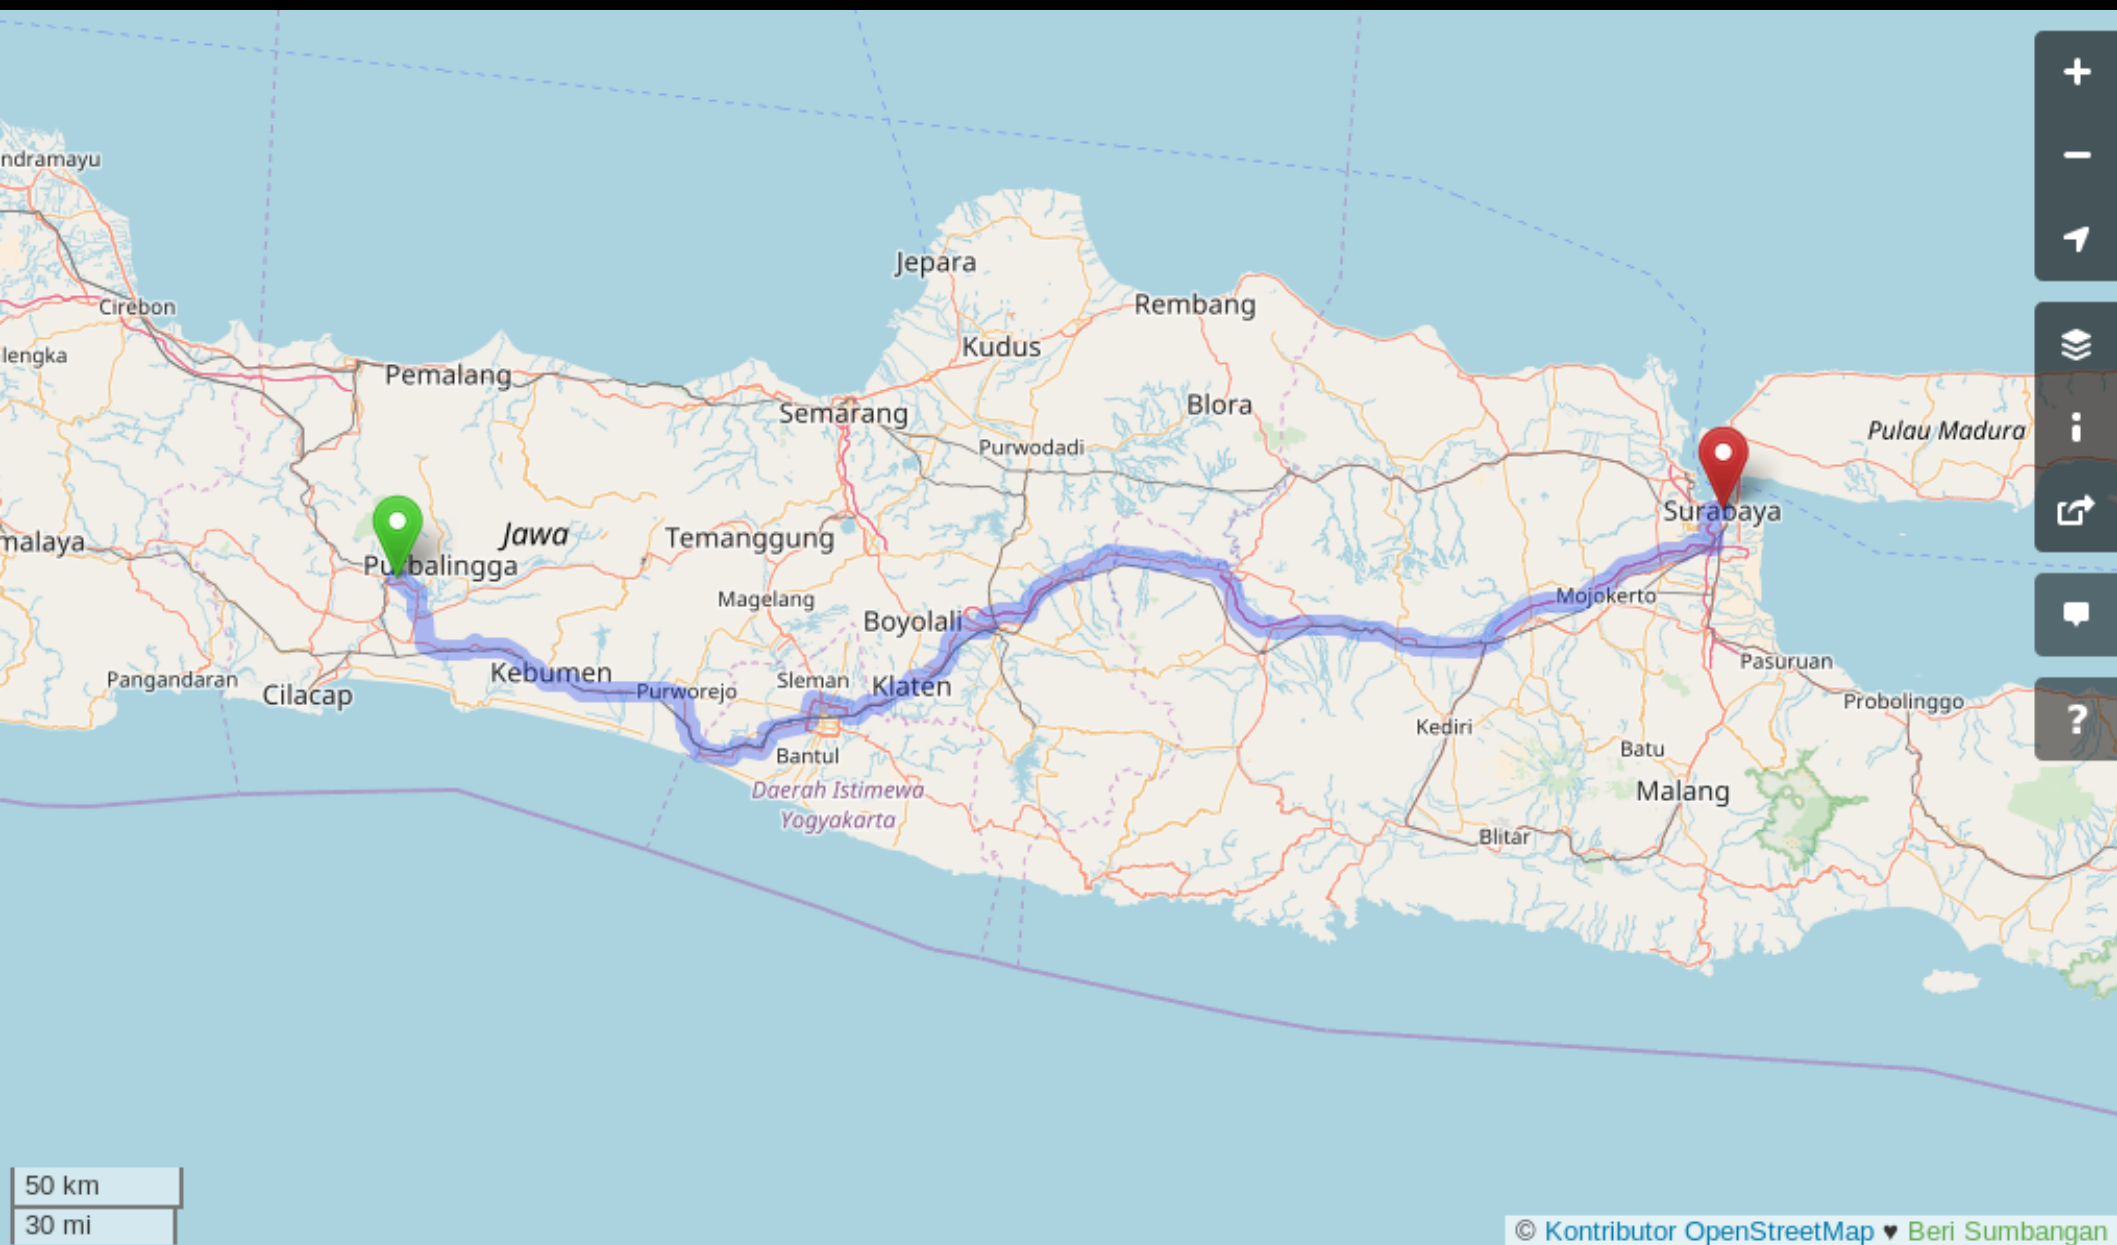 ndramayu
Cirebon
lengka
Pemalang
Jepara
Rembang
Kudus
Semarang
Blora
Purwodadi
Pulau Madura
Surabaya
malaya
Jawa
Temanggung
Purbalingga
Magelang
Boyolali
Mojokerto
Pangandaran
Cilacap
Kebumen
Purworejo
Sleman
Klaten
Pasuruan
Probolinggo
Kediri
Batu
Bantul
Malang
Daerah Istimewa
Yogyakarta
Blitar
?
50 km
30 mi
© Kontributor OpenStreetMap ♥ Beri Sumbangan